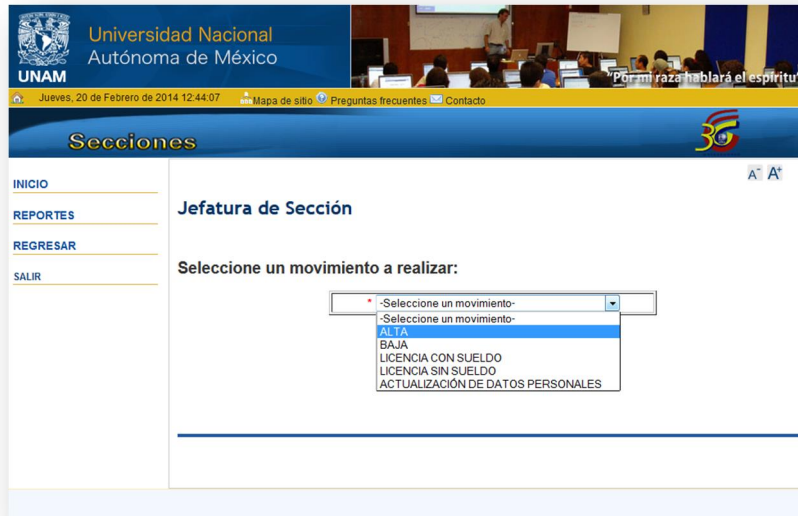 Universidad Nacional
Autónoma de México
UNAM
"Por mi raza hablará el espíritu"
Jueves, 20 de Febrero de 2014 12:44:07 Mapa de sitio Preguntas frecuentes Contacto
Secciones
A- A+
INICIO
REPORTES
REGRESAR
SALIR
Jefatura de Sección
Seleccione un movimiento a realizar:
* -Seleccione un movimiento-
-Seleccione un movimiento-
ALTA
BAJA
LICENCIA CON SUELDO
LICENCIA SIN SUELDO
ACTUALIZACIÓN DE DATOS PERSONALES